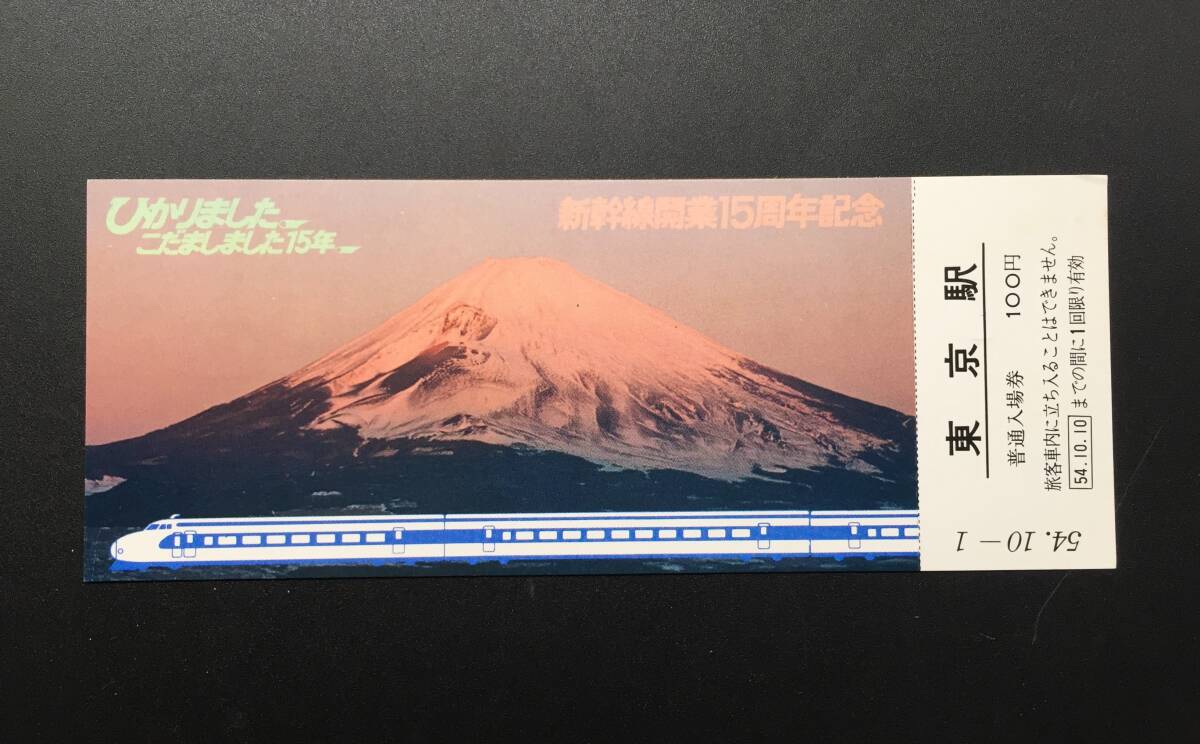 ひかりました
こだましました15年
新幹線開業15周年記念
東京駅
普通入場券 100円
旅客車内に立ち入ることはできません。
54.10.10 までの間に1回限り有効
54. 10 - 1